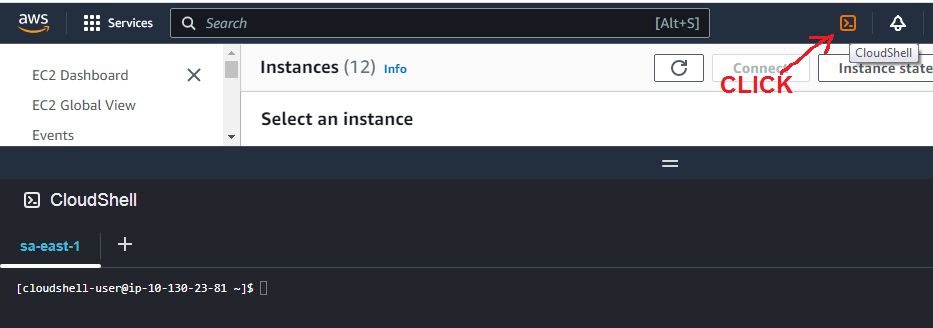 aws Services Search [Alt+S]
CloudShell
EC2 Dashboard
EC2 Global View
Events
Instances (12) Info
Connect
Instance state
CLICK
Select an instance
CloudShell
sa-east-1
[cloudshell-user@ip-10-130-23-81 ~]$